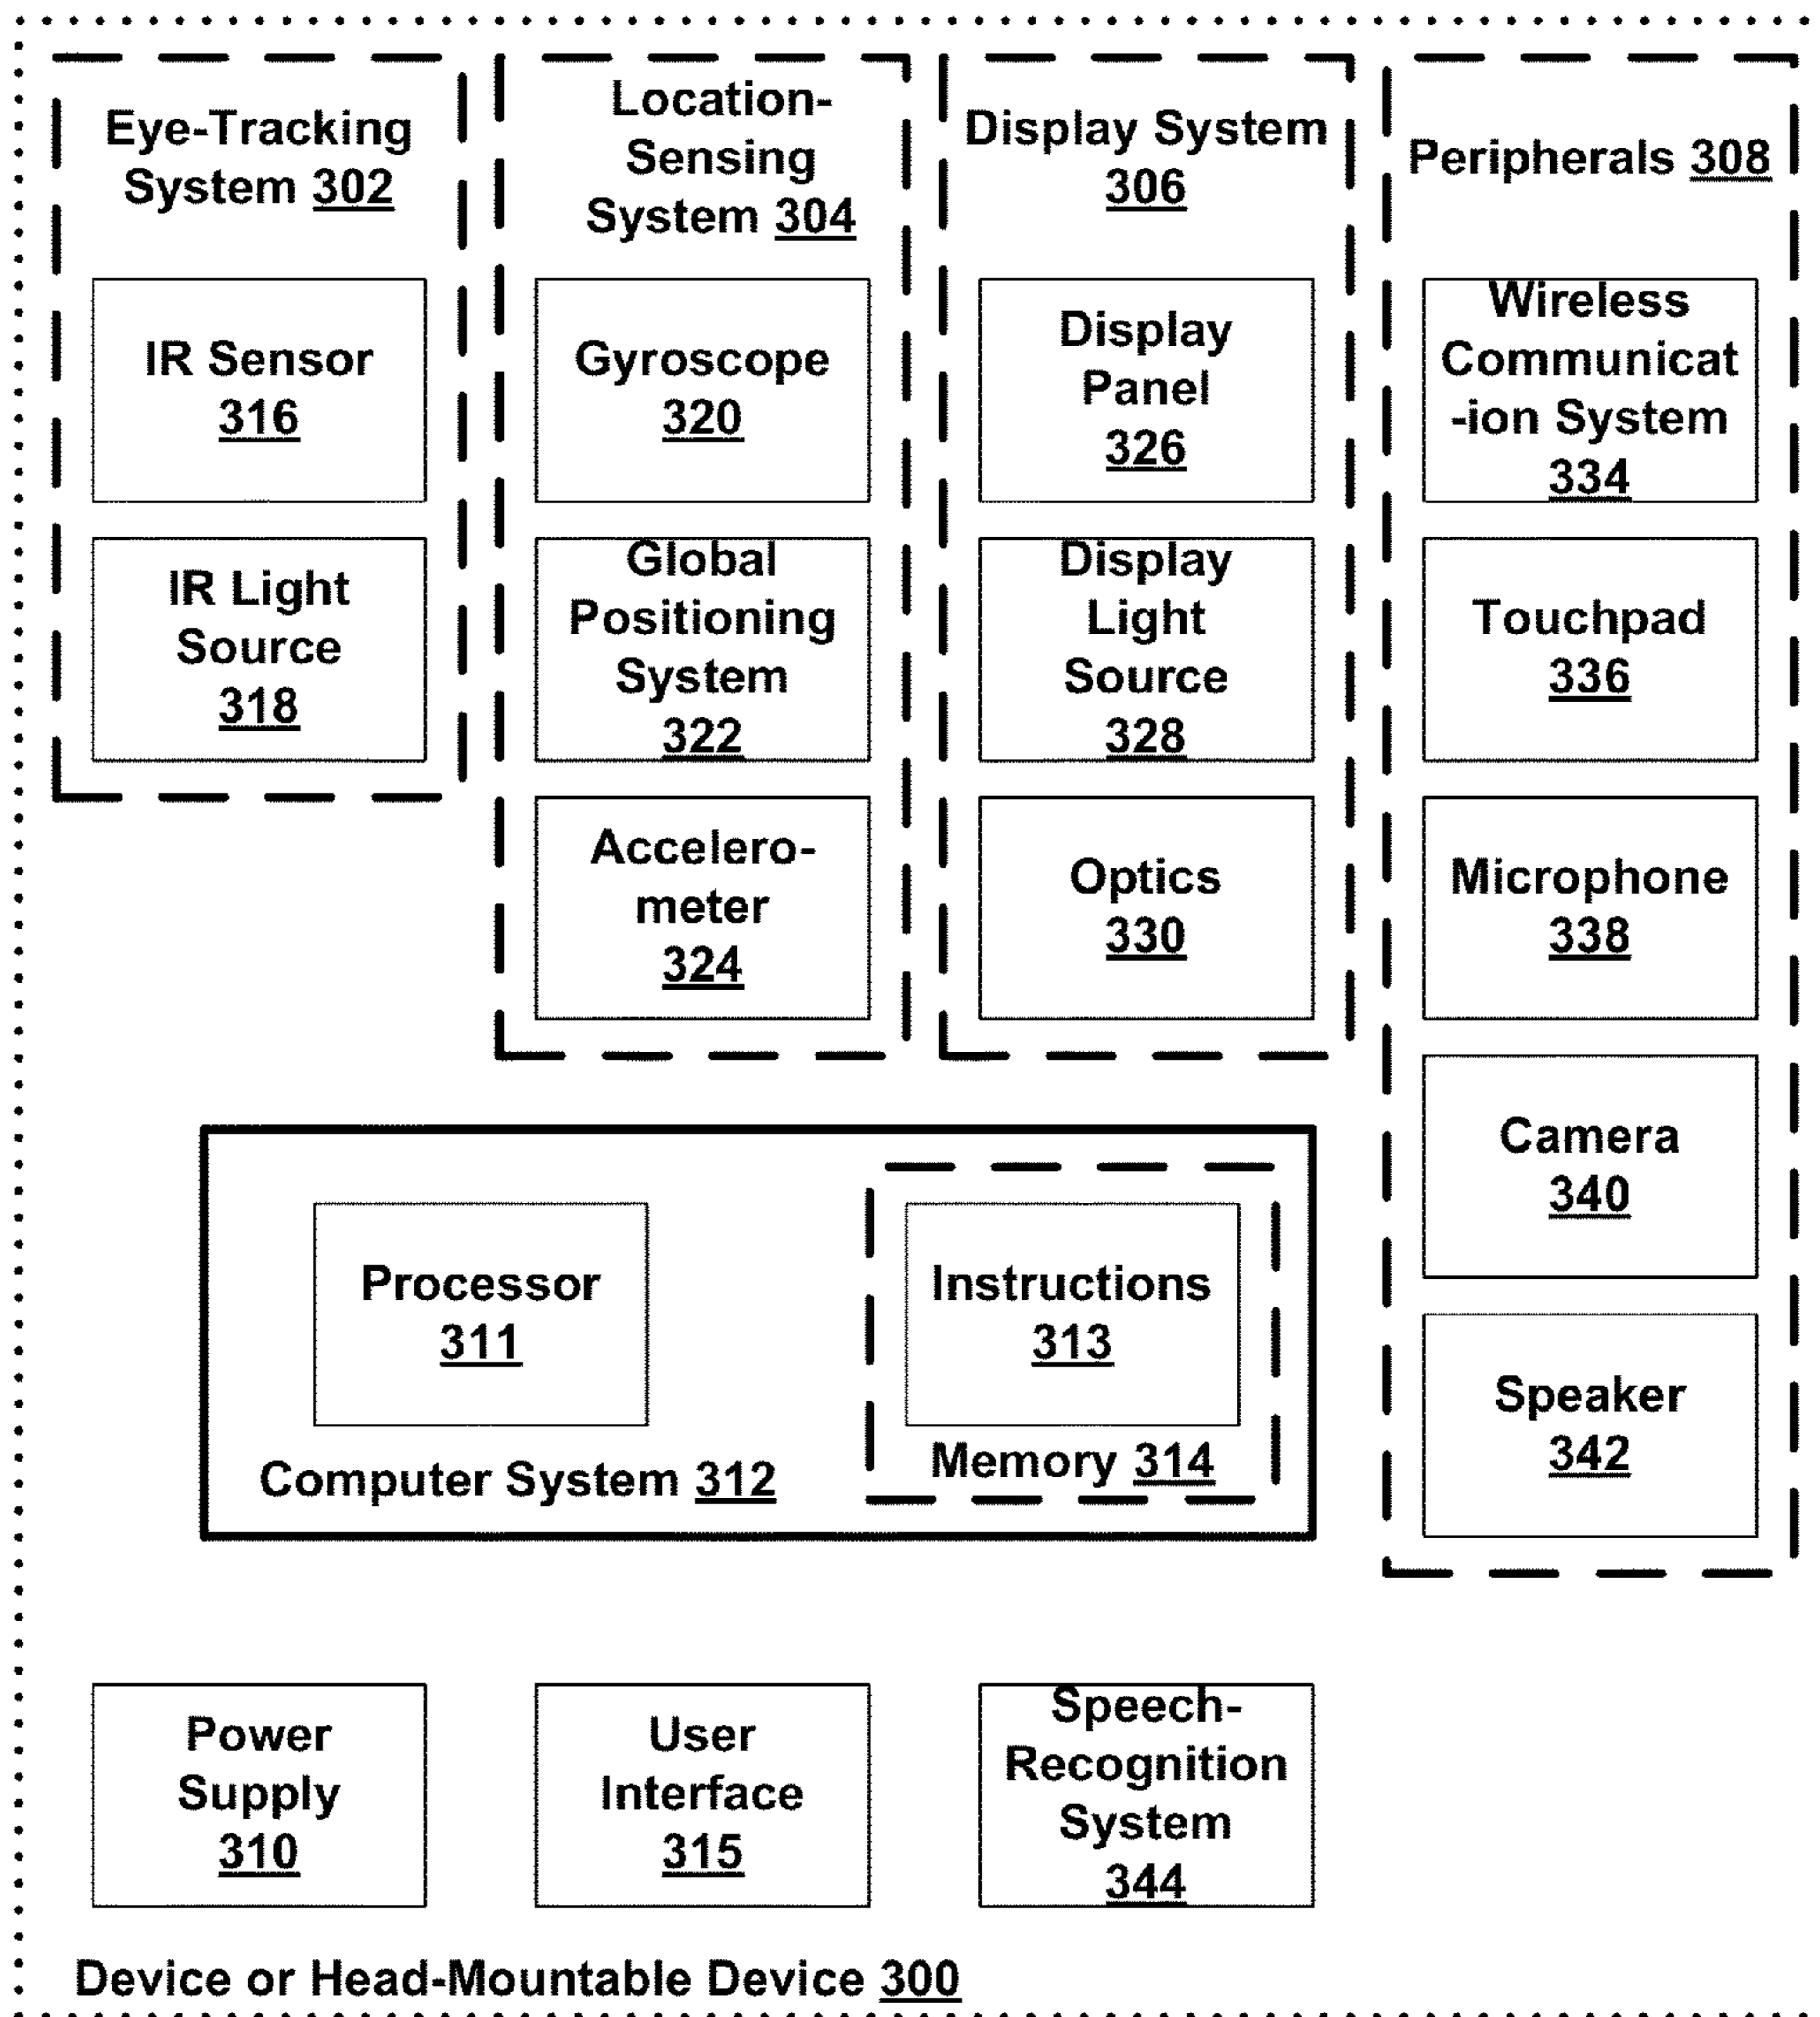 Eye-Tracking
System 302
IR Sensor
316
IR Light
Source
318
Location-
Sensing
System 304
Gyroscope
320
Global
Positioning
System
322
Accelero-
meter
324
Display System
306
Display
Panel
326
Display
Light
Source
328
Optics
330
Peripherals 308
Wireless
Communicat
-ion System
334
Touchpad
336
Microphone
338
Camera
340
Speaker
342
Processor
311
Instructions
313
Memory 314
Computer System 312
Power
Supply
310
User
Interface
315
Speech-
Recognition
System
344
Device or Head-Mountable Device 300